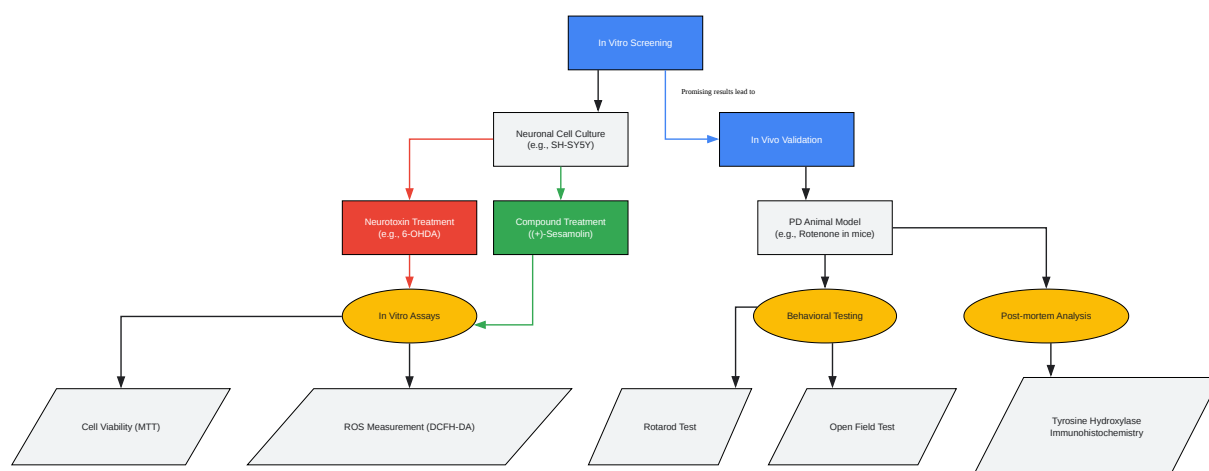 In Vitro Screening
Promising results lead to
Neuronal Cell Culture
(e.g., SH-SY5Y)
In Vivo Validation
Neurotoxin Treatment
(e.g., 6-OHDA)
Compound Treatment
((+)-Sesamolin)
PD Animal Model
(e.g., Rotenone in mice)
In Vitro Assays
Behavioral Testing
Post-mortem Analysis
Cell Viability (MTT)
ROS Measurement (DCFH-DA)
Rotarod Test
Open Field Test
Tyrosine Hydroxylase
Immunohistochemistry